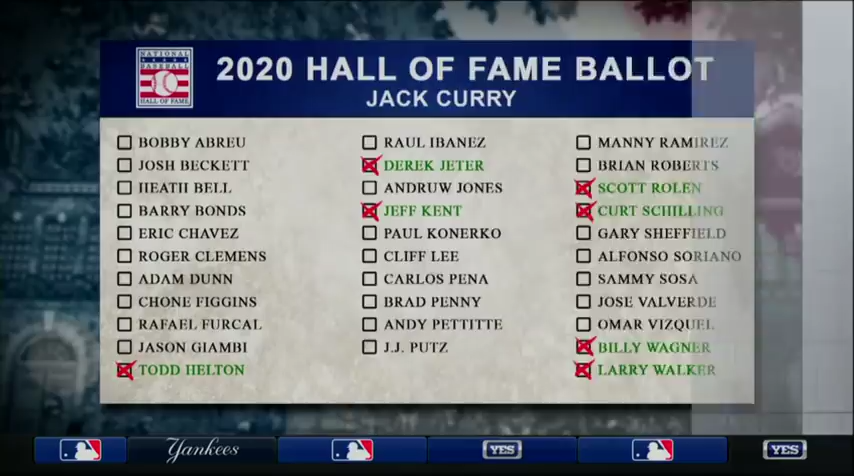 NATIONAL
BASEBALL
HALL OF FAME
2020 HALL OF FAME BALLOT
JACK CURRY
BOBBY ABREU
JOSH BECKETT
HEATH BELL
BARRY BONDS
ERIC CHAVEZ
ROGER CLEMENS
ADAM DUNN
CHONE FIGGINS
RAFAEL FURCAL
JASON GIAMBI
TODD HELTON
RAUL IBANEZ
DEREK JETER
ANDRUW JONES
JEFF KENT
PAUL KONERKO
CLIFF LEE
CARLOS PENA
BRAD PENNY
ANDY PETTITTE
J.J. PUTZ
MANNY RAMIREZ
BRIAN ROBERTS
SCOTT ROLEN
CURT SCHILLING
GARY SHEFFIELD
ALFONSO SORIANO
SAMMY SOSA
JOSE VALVERDE
OMAR VIZQUEL
BILLY WAGNER
LARRY WALKER
Yankees
YES
YES